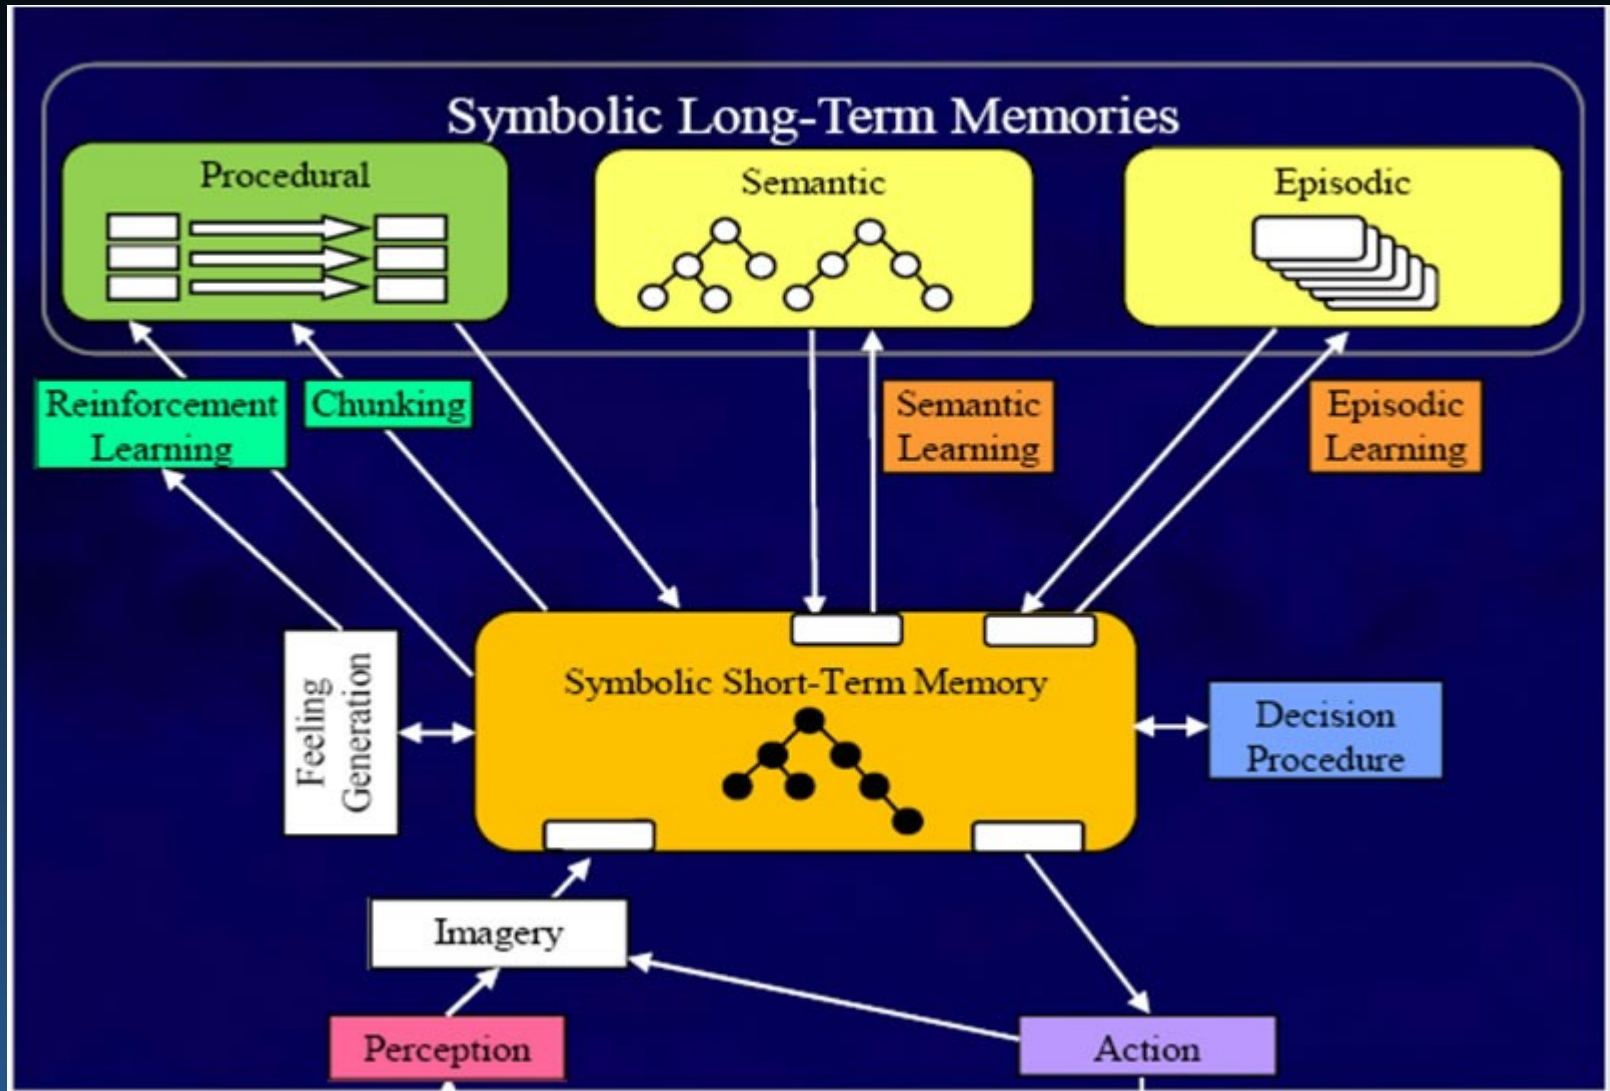 Symbolic Long-Term Memories
Procedural
Semantic
Episodic
Reinforcement
Learning
Chunking
Semantic
Learning
Episodic
Learning
Feeling
Generation
Symbolic Short-Term Memory
Decision
Procedure
Imagery
Perception
Action